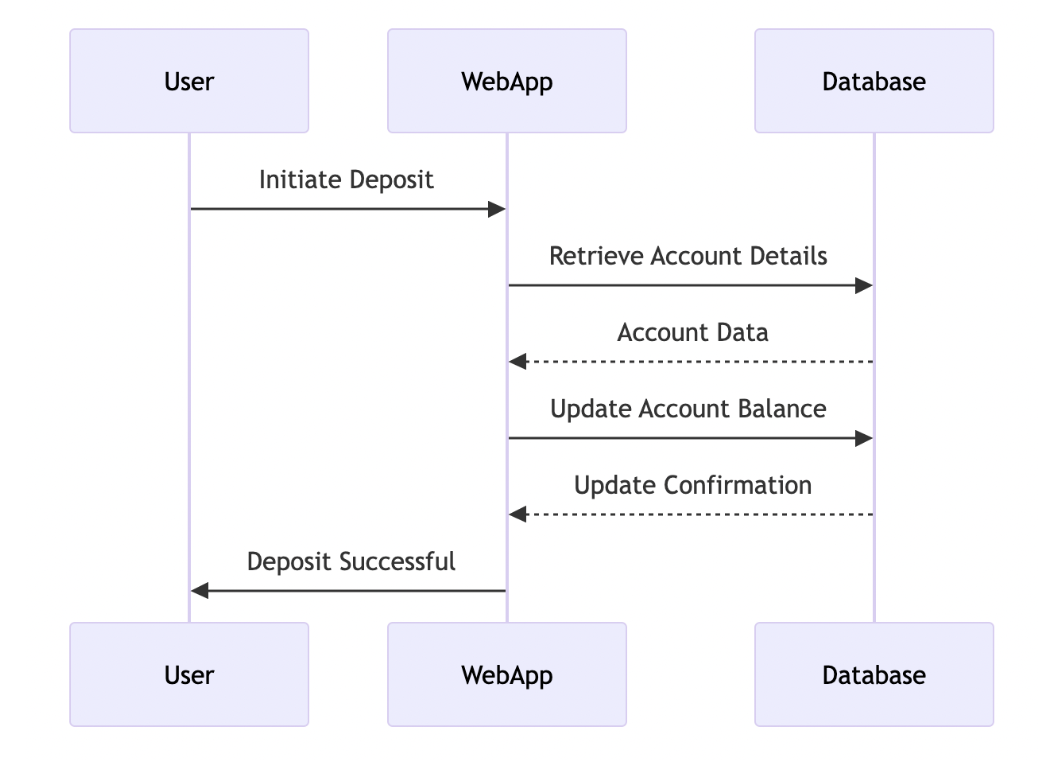 User
WebApp
Database
Initiate Deposit
Retrieve Account Details
Account Data
Update Account Balance
Update Confirmation
Deposit Successful
User
WebApp
Database